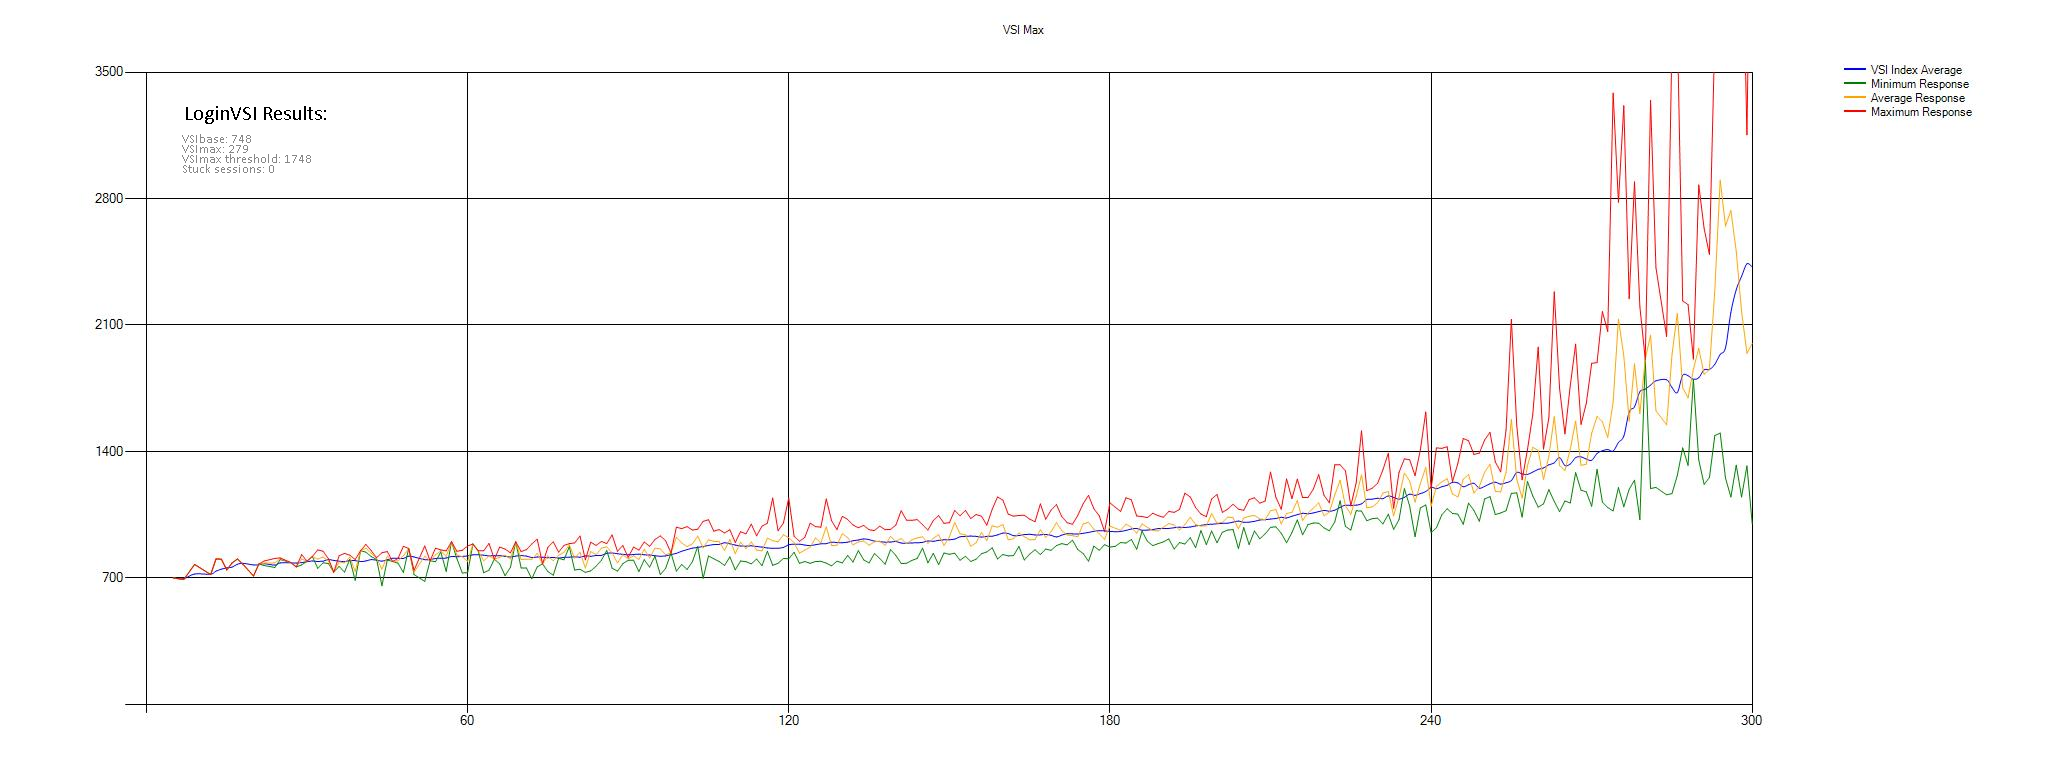 VSI Max
3500
2800
2100
1400
700
60
120
180
240
300
LoginVSI Results:
VSIbase: 748
VSImax: 279
VSImax threshold: 1748
Stuck sessions: 0
VSI Index Average
Minimum Response
Average Response
Maximum Response